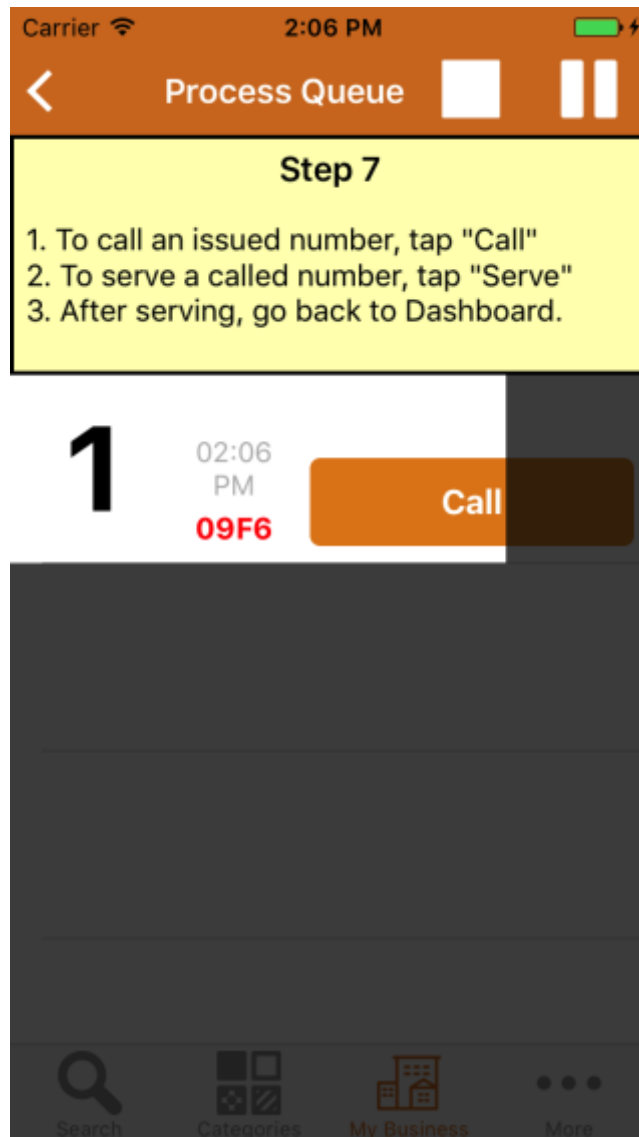 Carrier 2:06 PM
Process Queue
Step 7
1. To call an issued number, tap "Call"
2. To serve a called number, tap "Serve"
3. After serving, go back to Dashboard.
1
02:06
PM
09F6
Call
Search Categories My Business More